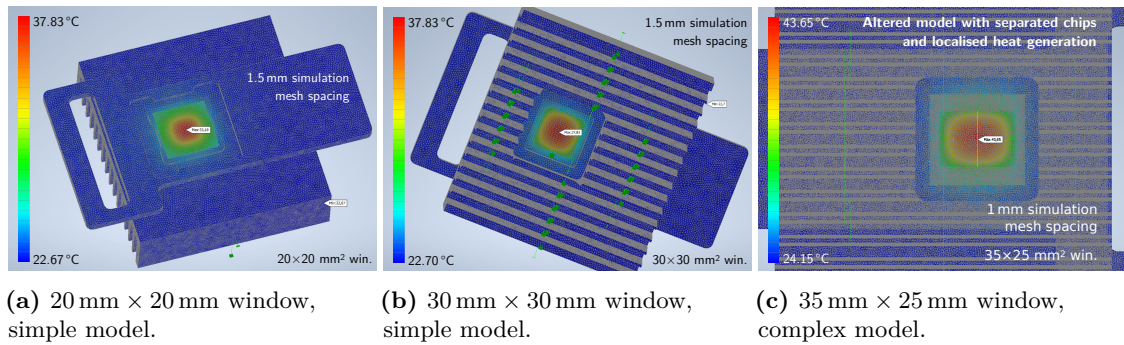 37.83 °C
1.5 mm simulation
mesh spacing
22.67 °C
20×20 mm² win.
37.83 °C
1.5 mm simulation
mesh spacing
22.70 °C
30×30 mm² win.
43.65 °C
Altered model with separated chips
and localised heat generation
1 mm simulation
mesh spacing
24.15 °C
35×25 mm² win.
(a) 20 mm × 20 mm window,
simple model.
(b) 30 mm × 30 mm window,
simple model.
(c) 35 mm × 25 mm window,
complex model.